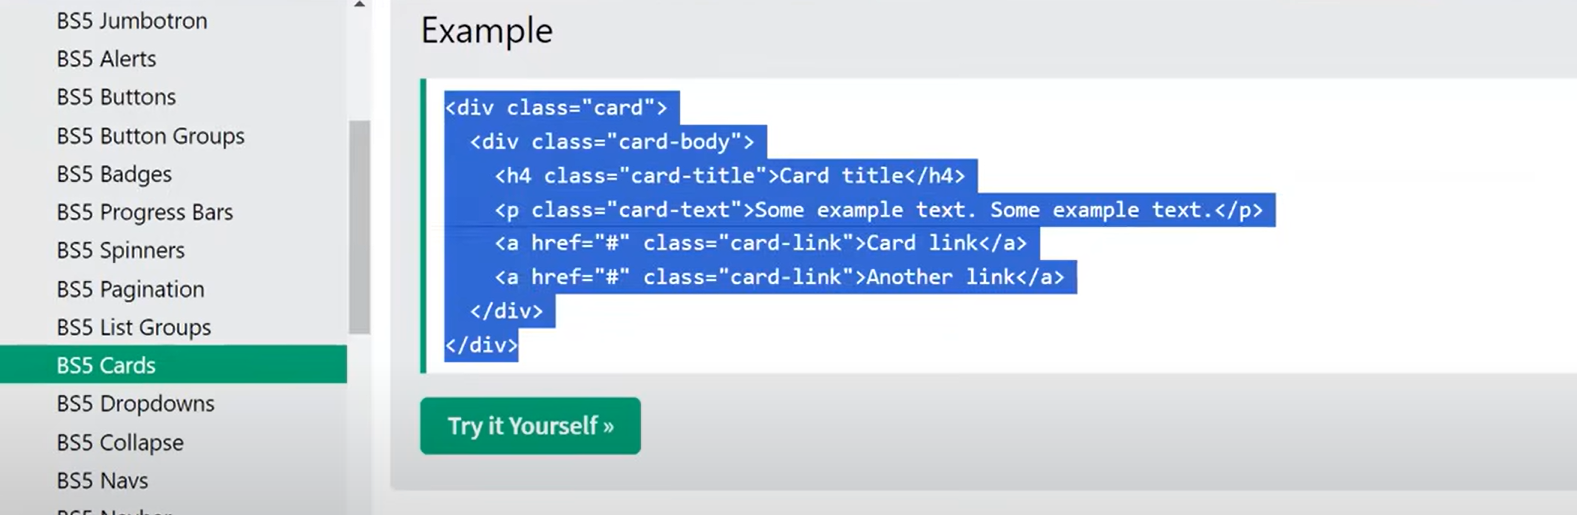 BS5 Jumbotron
BS5 Alerts
BS5 Buttons
BS5 Button Groups
BS5 Badges
BS5 Progress Bars
BS5 Spinners
BS5 Pagination
BS5 List Groups
BS5 Cards
BS5 Dropdowns
BS5 Collapse
BS5 Navs
Example
<div class="card">
  <div class="card-body">
    <h4 class="card-title">Card title</h4>
    <p class="card-text">Some example text. Some example text.</p>
    <a href="#" class="card-link">Card link</a>
    <a href="#" class="card-link">Another link</a>
  </div>
</div>
Try it Yourself »